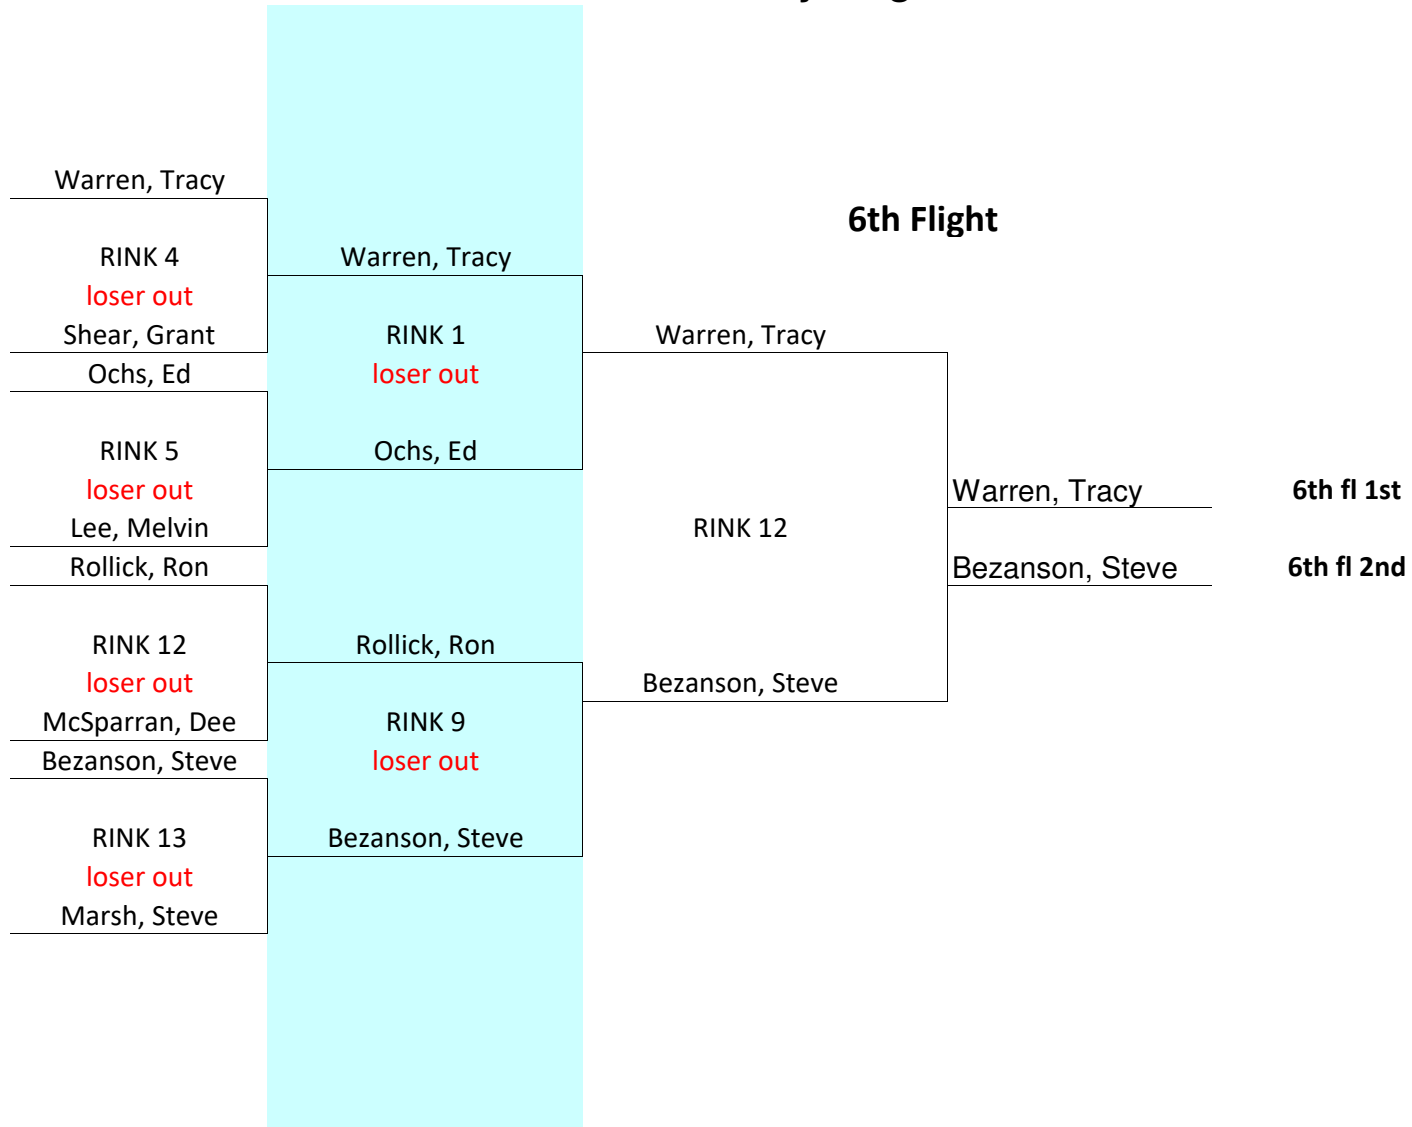 Warren, Tracy
6th Flight
RINK 4
Warren, Tracy
loser out
Shear, Grant
RINK 1
Warren, Tracy
Ochs, Ed
loser out
RINK 5
Ochs, Ed
loser out
Warren, Tracy
6th fl 1st
Lee, Melvin
RINK 12
Rollick, Ron
Bezanson, Steve
6th fl 2nd
RINK 12
Rollick, Ron
loser out
Bezanson, Steve
McSparran, Dee
RINK 9
Bezanson, Steve
loser out
RINK 13
Bezanson, Steve
loser out
Marsh, Steve